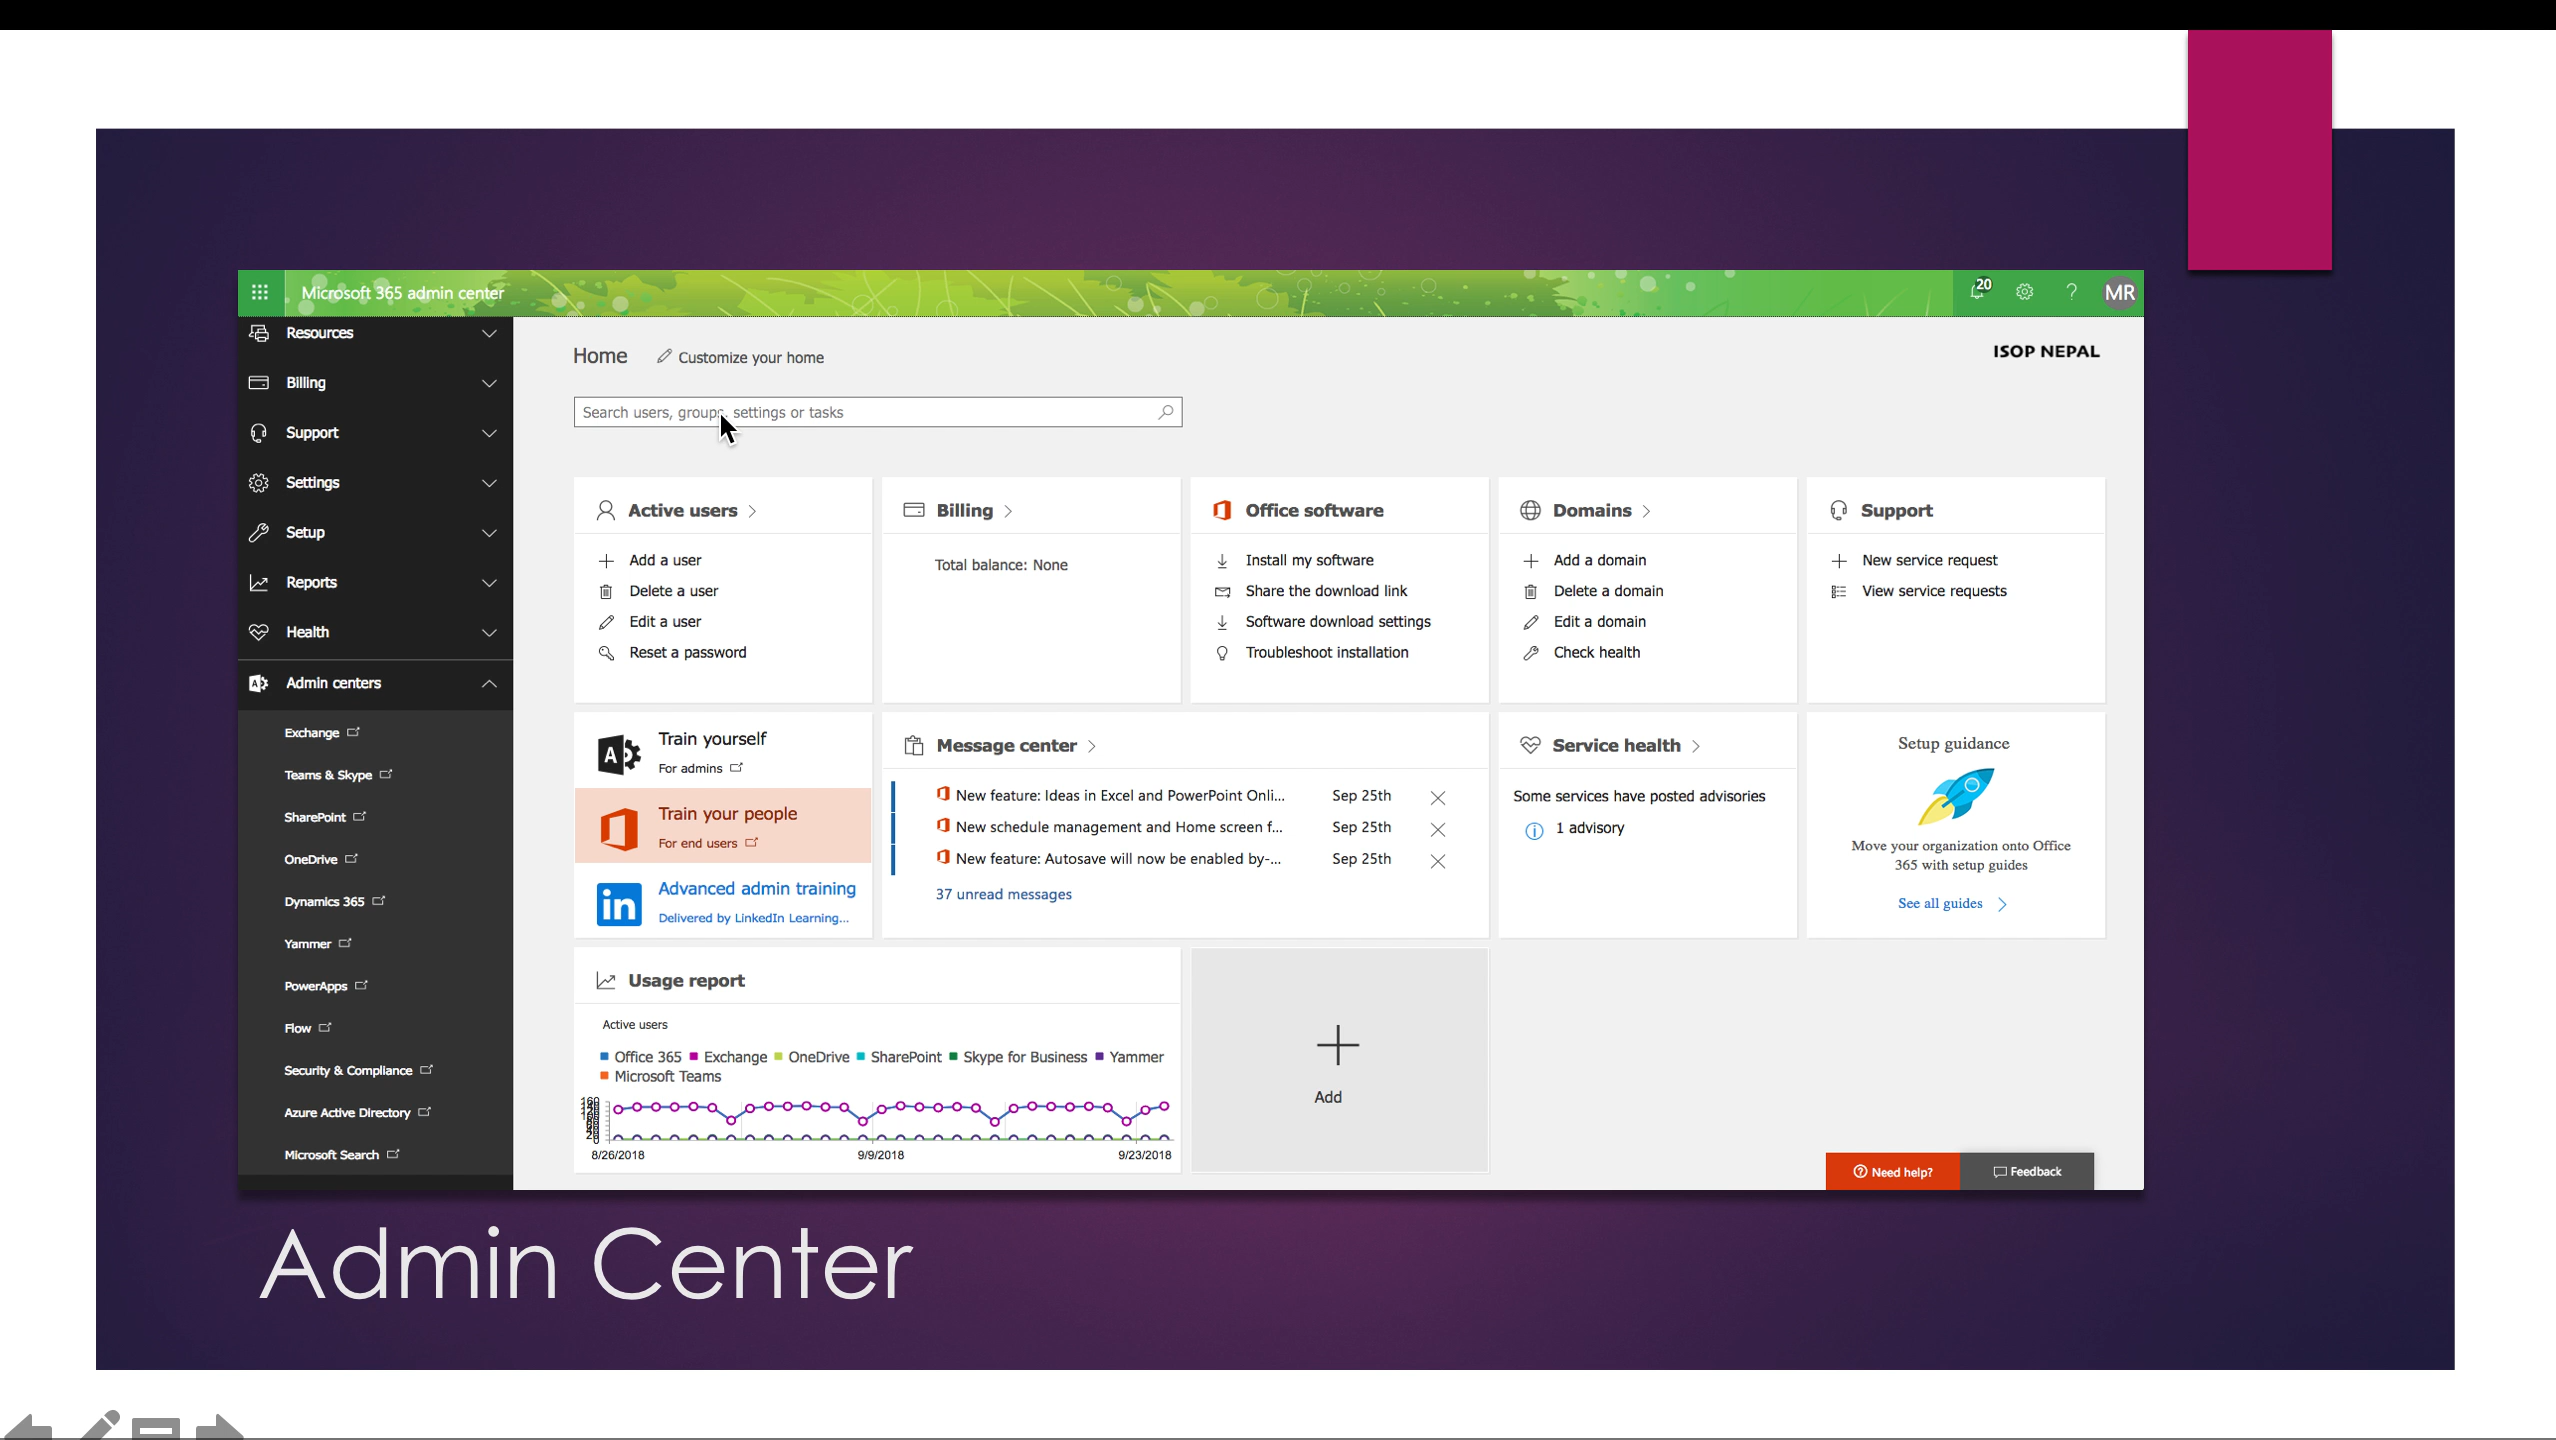 Microsoft 365 admin center
20
MR
Resources
Billing
Support
Settings
Setup
Reports
Health
Admin centers
Exchange
Teams & Skype
SharePoint
OneDrive
Dynamics 365
Yammer
PowerApps
Flow
Security & Compliance
Azure Active Directory
Microsoft Search
Home
Customize your home
ISOP NEPAL
Search users, groups, settings or tasks
Active users
Add a user
Delete a user
Edit a user
Reset a password
Billing
Total balance: None
Office software
Install my software
Share the download link
Software download settings
Troubleshoot installation
Domains
Add a domain
Delete a domain
Edit a domain
Check health
Support
New service request
View service requests
Train yourself
For admins
Train your people
For end users
Advanced admin training
Delivered by LinkedIn Learning...
Message center
New feature: Ideas in Excel and PowerPoint Onli... Sep 25th
New schedule management and Home screen f... Sep 25th
New feature: Autosave will now be enabled by-... Sep 25th
37 unread messages
Service health
Some services have posted advisories
1 advisory
Setup guidance
Move your organization onto Office
365 with setup guides
See all guides
Usage report
Active users
Office 365 Exchange OneDrive SharePoint Skype for Business Yammer
Microsoft Teams
160
8/26/2018 9/9/2018 9/23/2018
Add
Need help?
Feedback
Admin Center